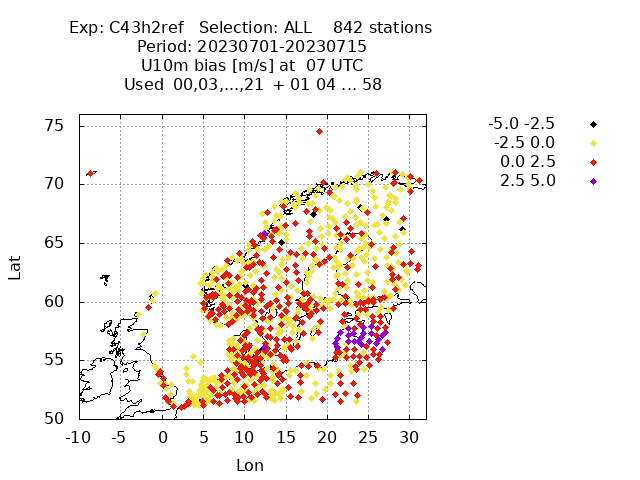 Exp: C43h2ref   Selection: ALL    842 stations
Period: 20230701-20230715
U10m bias [m/s] at  07 UTC
Used  00,03,...,21  + 01 04 ... 58
-5.0 -2.5
-2.5 0.0
0.0 2.5
2.5 5.0
75
70
65
60
55
50
Lat
-10 -5 0 5 10 15 20 25 30
Lon